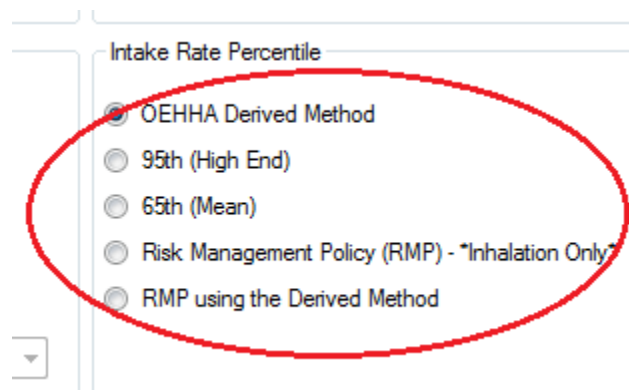 Intake Rate Percentile
OEHHA Derived Method
95th (High End)
65th (Mean)
Risk Management Policy (RMP) - *Inhalation Only*
RMP using the Derived Method